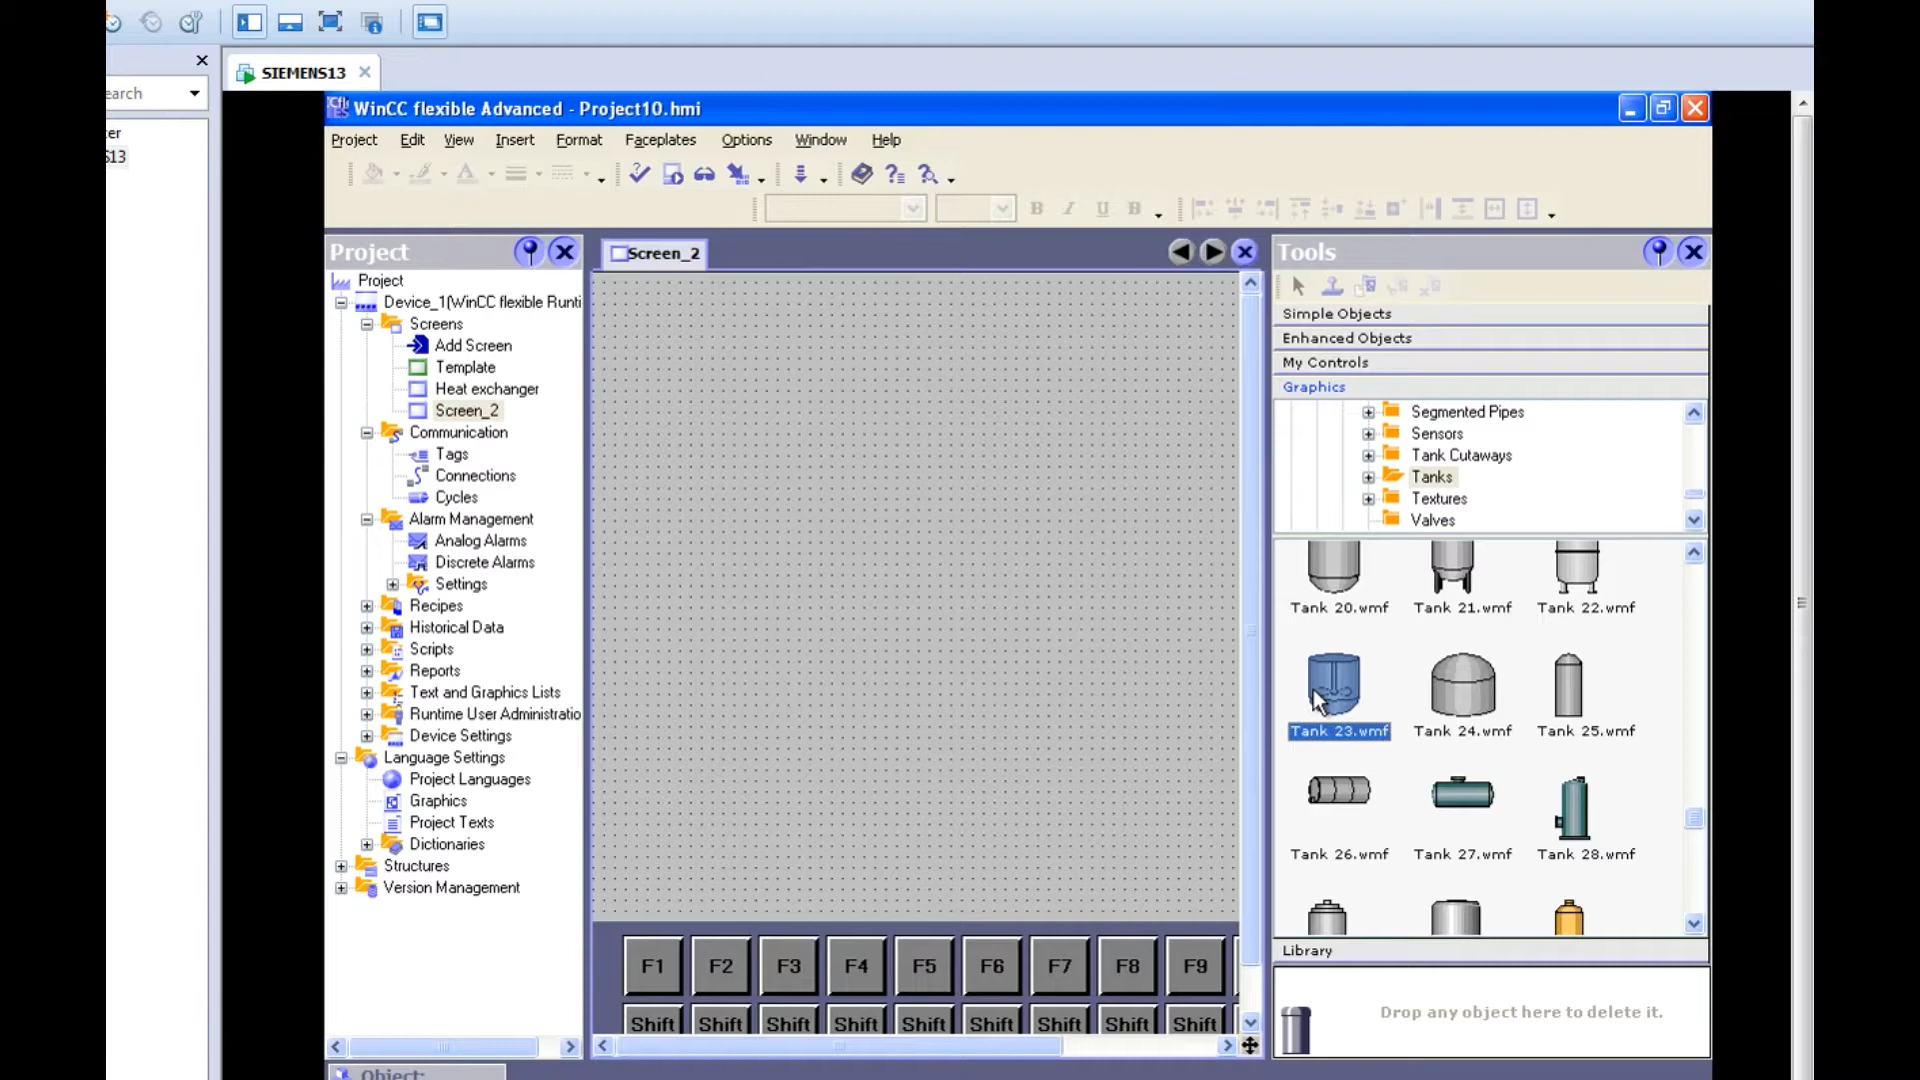 SIEMENS13
earch
ter
S13
WinCC flexible Advanced - Project10.hmi
Project Edit View Insert Format Faceplates Options Window Help
Project
Project
Device_1(WinCC flexible Runti
Screens
Add Screen
Template
Heat exchanger
Screen_2
Communication
Tags
Connections
Cycles
Alarm Management
Analog Alarms
Discrete Alarms
Settings
Recipes
Historical Data
Scripts
Reports
Text and Graphics Lists
Runtime User Administratio
Device Settings
Language Settings
Project Languages
Graphics
Project Texts
Dictionaries
Structures
Version Management
Screen_2
F1 F2 F3 F4 F5 F6 F7 F8 F9
Shift Shift Shift Shift Shift Shift Shift Shift Shift
Tools
Simple Objects
Enhanced Objects
My Controls
Graphics
Segmented Pipes
Sensors
Tank Cutaways
Tanks
Textures
Valves
Tank 20.wmf Tank 21.wmf Tank 22.wmf
Tank 23.wmf Tank 24.wmf Tank 25.wmf
Tank 26.wmf Tank 27.wmf Tank 28.wmf
Library
Drop any object here to delete it.
Object: